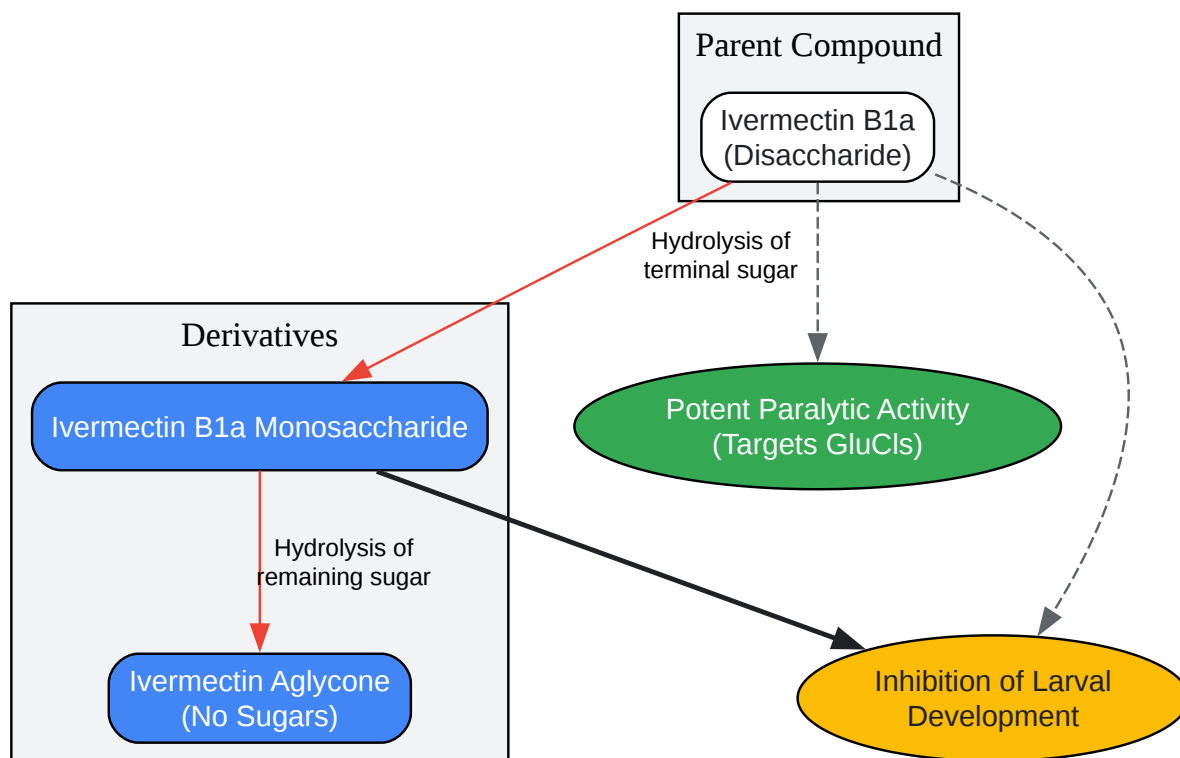 Parent Compound
Ivermectin B1a
(Disaccharide)
Hydrolysis of
terminal sugar
Derivatives
Ivermectin B1a Monosaccharide
Potent Paralytic Activity
(Targets GluCls)
Hydrolysis of
remaining sugar
Ivermectin Aglycone
(No Sugars)
Inhibition of Larval
Development